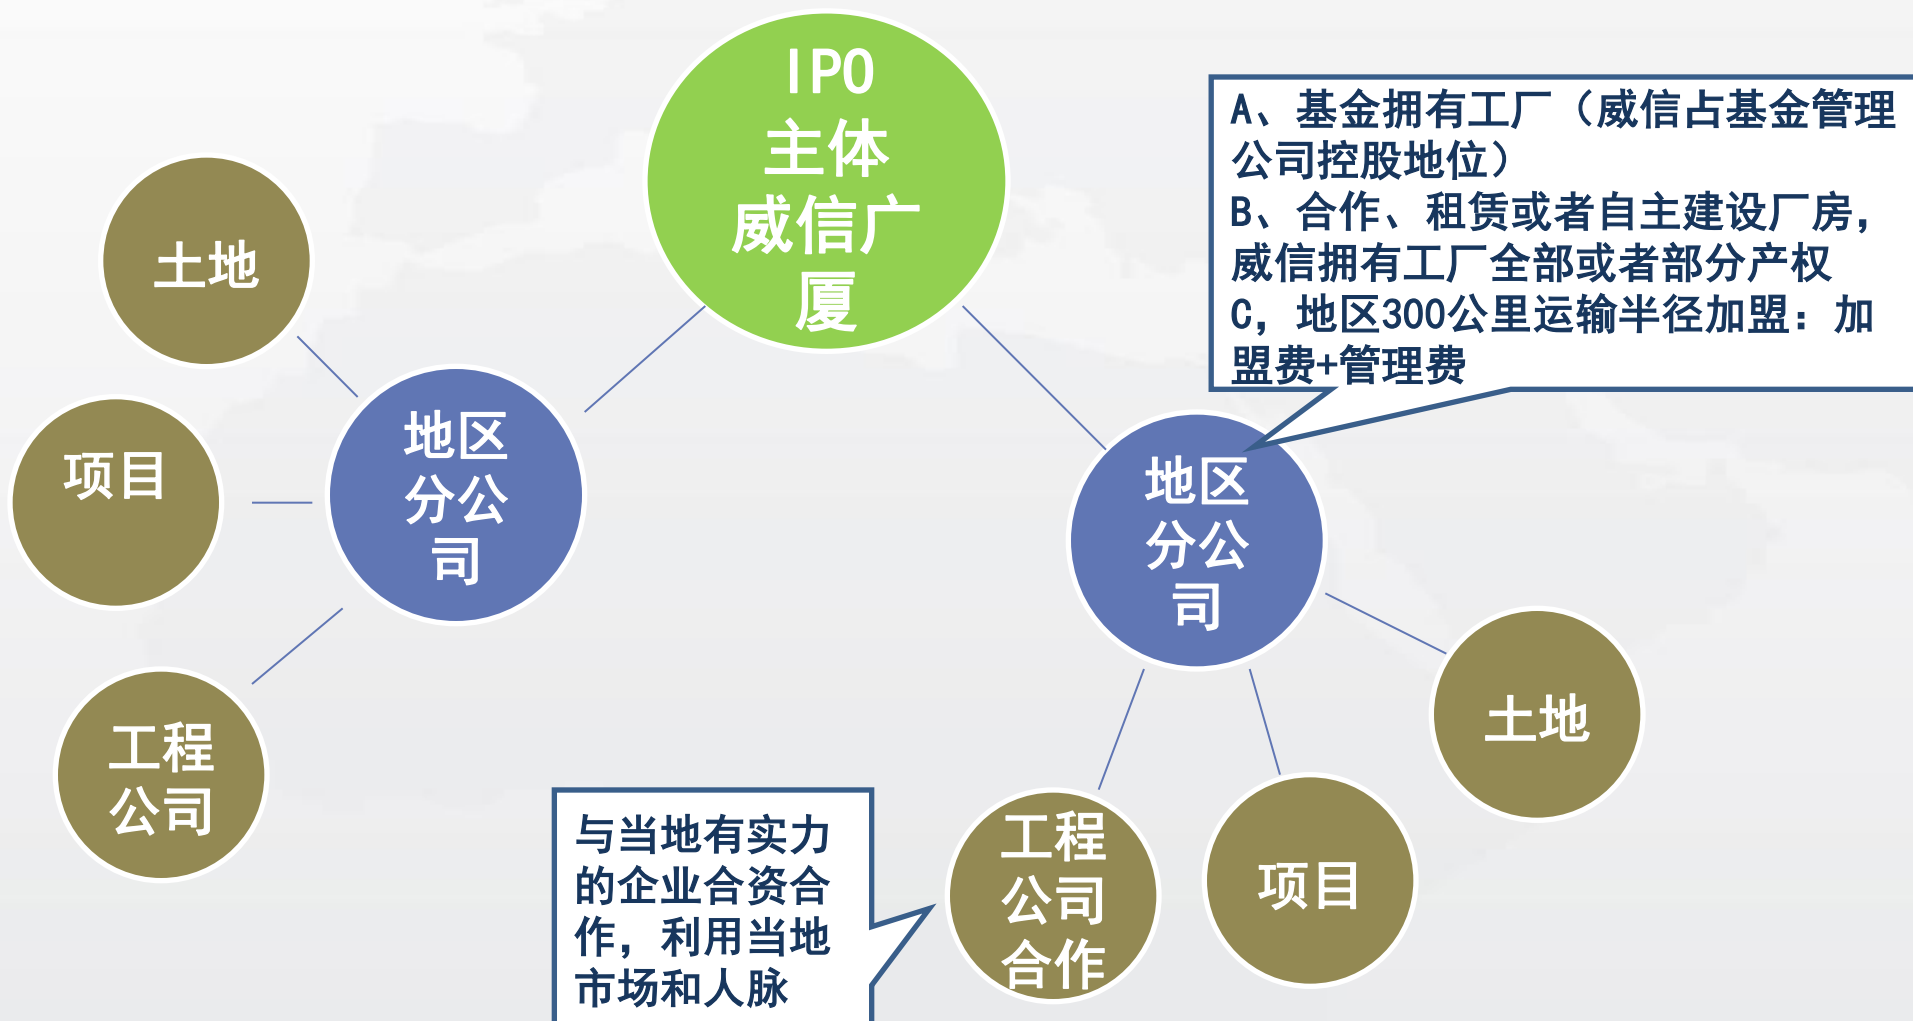 IPO
主体
威信广
厦
A、基金拥有工厂（威信占基金管理
公司控股地位）
B、合作、租赁或者自主建设厂房，
威信拥有工厂全部或者部分产权
C，地区300公里运输半径加盟：加
盟费+管理费
土地
项目
工程
公司
地区
分公
司
地区
分公
司
土地
项目
工程
公司
合作
与当地有实力
的企业合资合
作，利用当地
市场和人脉